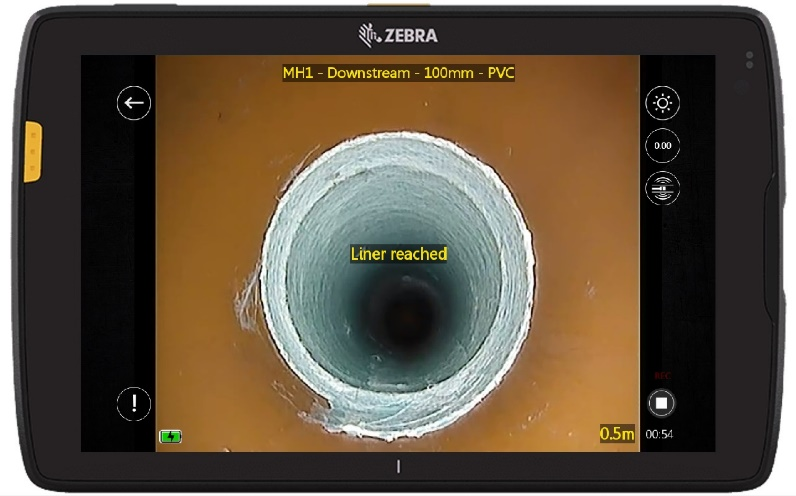 ZEBRA
MH1 - Downstream - 100mm - PVC
0.00
Liner reached
!
REC
0.5m
00:54